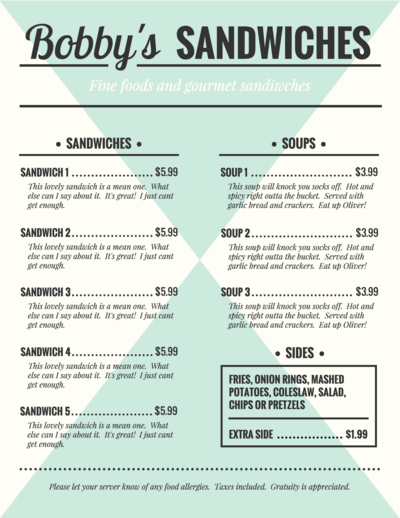 Bobby's SANDWICHES
Fine foods and gourmet sandiwches
• SANDWICHES •
SANDWICH 1 ..................... $5.99
This lovely sandwich is a mean one. What
else can I say about it. It's great! I just cant
get enough.
SANDWICH 2..................... $5.99
This lovely sandwich is a mean one. What
else can I say about it. It's great! I just cant
get enough.
SANDWICH 3..................... $5.99
This lovely sandwich is a mean one. What
else can I say about it. It's great! I just cant
get enough.
SANDWICH 4..................... $5.99
This lovely sandwich is a mean one. What
else can I say about it. It's great! I just cant
get enough.
SANDWICH 5..................... $5.99
This lovely sandwich is a mean one. What
else can I say about it. It's great! I just cant
get enough.
• SOUPS •
SOUP 1 .......................... $3.99
This soup will knock you socks off. Hot and
spicy right outta the bucket. Served with
garlic bread and crackers. Eat up Oliver!
SOUP 2.......................... $3.99
This soup will knock you socks off. Hot and
spicy right outta the bucket. Served with
garlic bread and crackers. Eat up Oliver!
SOUP 3.......................... $3.99
This soup will knock you socks off. Hot and
spicy right outta the bucket. Served with
garlic bread and crackers. Eat up Oliver!
• SIDES •
FRIES, ONION RINGS, MASHED
POTATOES, COLESLAW, SALAD,
CHIPS OR PRETZELS
EXTRA SIDE ................. $1.99
Please let your server know of any food allergies. Taxes included. Gratuity is appreciated.